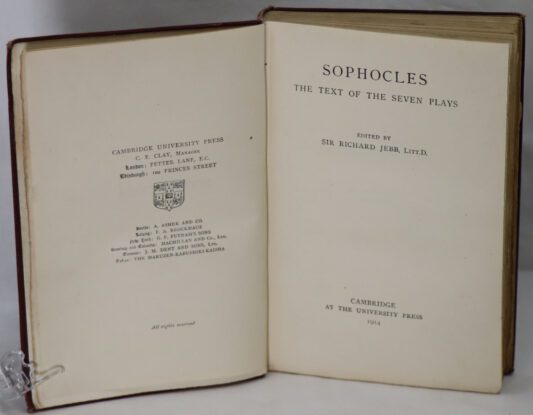 CAMBRIDGE UNIVERSITY PRESS
C. F. CLAY, MANAGER
London: FETTER LANE, E.C.
Edinburgh: 100 PRINCES STREET
Berlin: A. ASHER AND CO.
Leipzig: F. A. BROCKHAUS
New York: G. P. PUTNAM'S SONS
Bombay and Calcutta: MACMILLAN AND CO., LTD.
Toronto: J. M. DENT AND SONS, LTD.
Tokyo: THE MARUZEN-KABUSHIKI-KAISHA
All rights reserved
SOPHOCLES
THE TEXT OF THE SEVEN PLAYS
EDITED BY
SIR RICHARD JEBB, LITT.D.
CAMBRIDGE
AT THE UNIVERSITY PRESS
1914